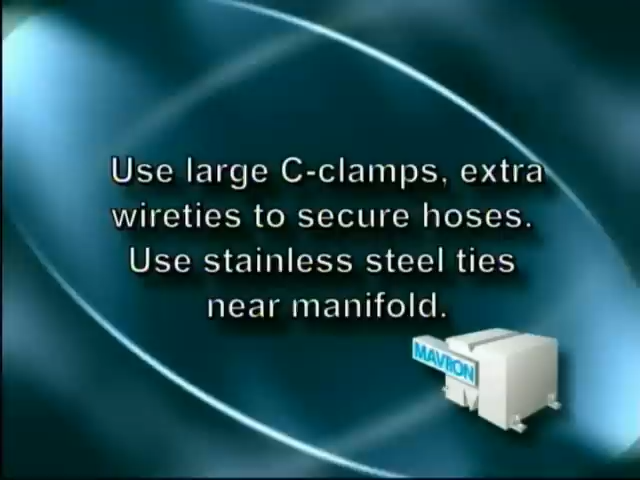 Use large C-clamps, extra
wireties to secure hoses.
Use stainless steel ties
near manifold.
MAVRON